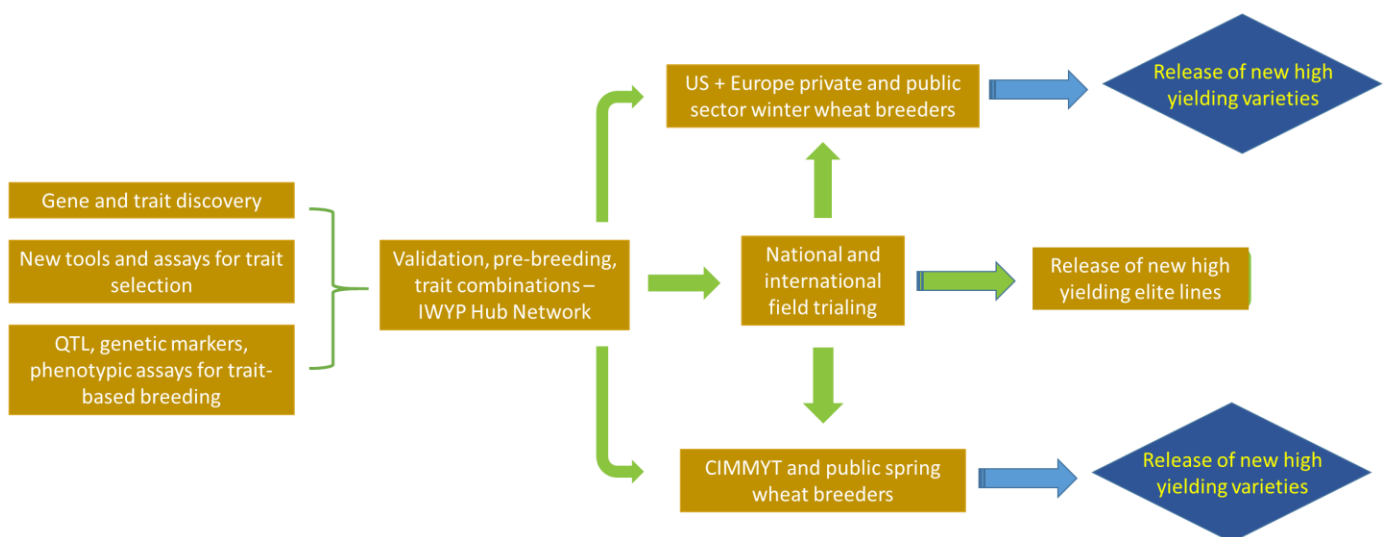 Gene and trait discovery
New tools and assays for trait
selection
QTL, genetic markers,
phenotypic assays for trait-
based breeding
Validation, pre-breeding,
trait combinations –
IWYP Hub Network
US + Europe private and public
sector winter wheat breeders
National and
international
field trialing
CIMMYT and public spring
wheat breeders
Release of new high
yielding varieties
Release of new high
yielding elite lines
Release of new high
yielding varieties